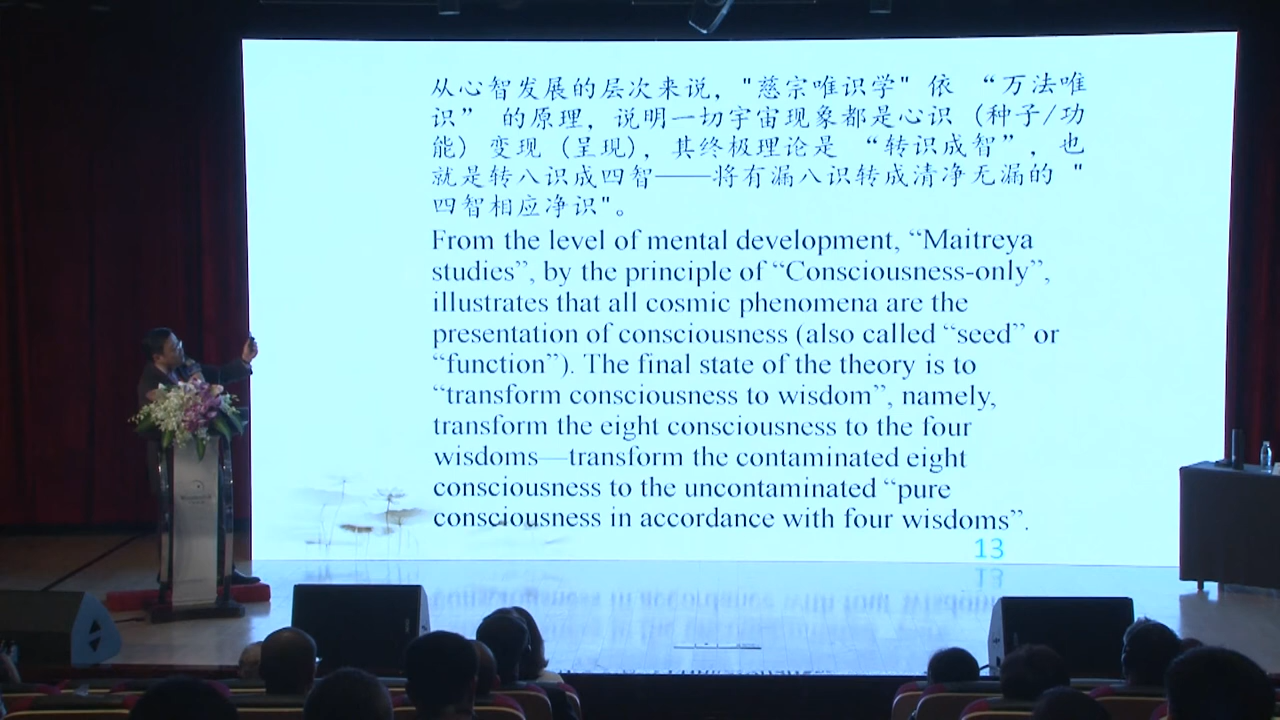 从心智发展的层次来说，"慈宗唯识学" 依 “万法唯
识” 的原理，说明一切宇宙现象都是心识（种子/功
能）变现（呈现），其终极理论是 “转识成智”，也
就是转八识成四智——将有漏八识转成清净无漏的 "
四智相应净识"。
From the level of mental development, “Maitreya
studies”, by the principle of “Consciousness-only”,
illustrates that all cosmic phenomena are the
presentation of consciousness (also called “seed” or
“function”). The final state of the theory is to
“transform consciousness to wisdom”, namely,
transform the eight consciousness to the four
wisdoms—transform the contaminated eight
consciousness to the uncontaminated “pure
consciousness in accordance with four wisdoms”.
13